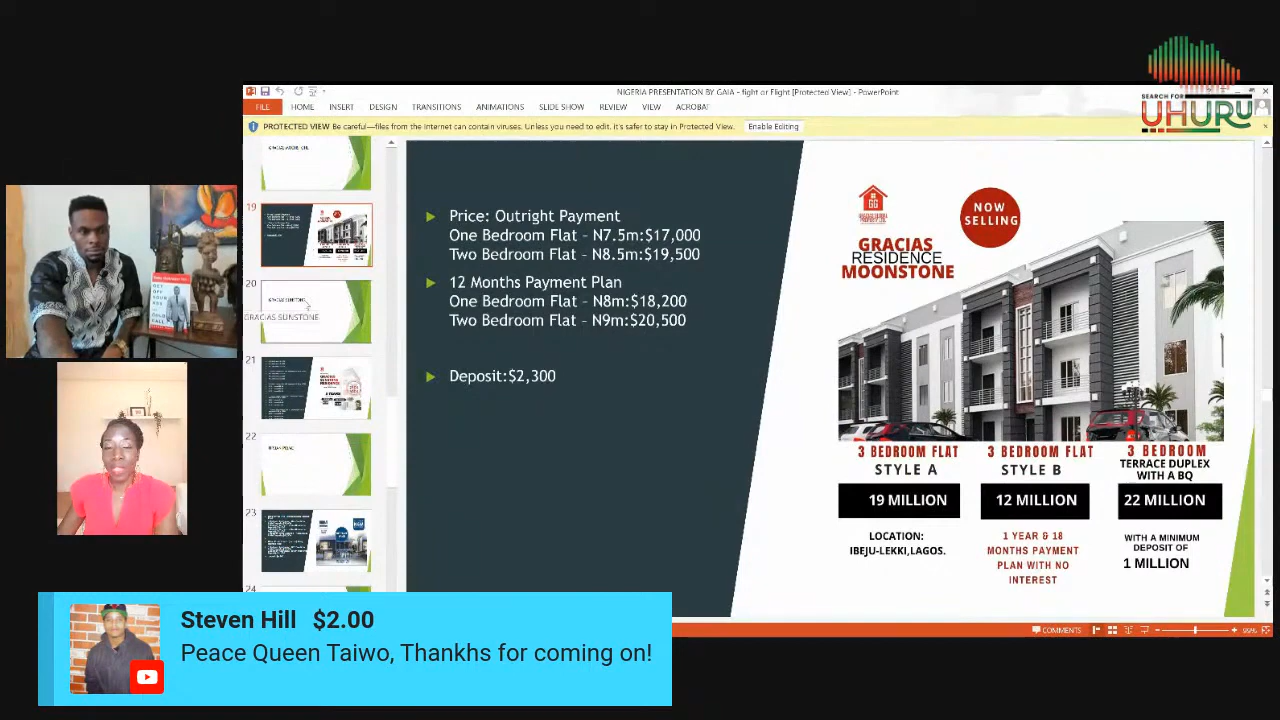 SEARCH FOR
UHURU
NIGERIA PRESENTATION BY GAIA - fight or Flight [Protected View] - PowerPoint
FILE HOME INSERT DESIGN TRANSITIONS ANIMATIONS SLIDE SHOW REVIEW VIEW ACROBAT
PROTECTED VIEW Be careful—files from the Internet can contain viruses. Unless you need to edit, it's safer to stay in Protected View. Enable Editing
19
20
GRACIAS SUNSTONE
21
22
23
24
Price: Outright Payment
One Bedroom Flat – N7.5m:$17,000
Two Bedroom Flat – N8.5m:$19,500
12 Months Payment Plan
One Bedroom Flat – N8m:$18,200
Two Bedroom Flat – N9m:$20,500
Deposit:$2,300
GG
NOW
SELLING
GRACIAS
RESIDENCE
MOONSTONE
3 BEDROOM FLAT
STYLE A
19 MILLION
LOCATION:
IBEJU-LEKKI,LAGOS.
3 BEDROOM FLAT
STYLE B
12 MILLION
1 YEAR & 18
MONTHS PAYMENT
PLAN WITH NO
INTEREST
3 BEDROOM
TERRACE DUPLEX
WITH A BQ
22 MILLION
WITH A MINIMUM
DEPOSIT OF
1 MILLION
COMMENTS
99%
Steven Hill $2.00
Peace Queen Taiwo, Thankhs for coming on!